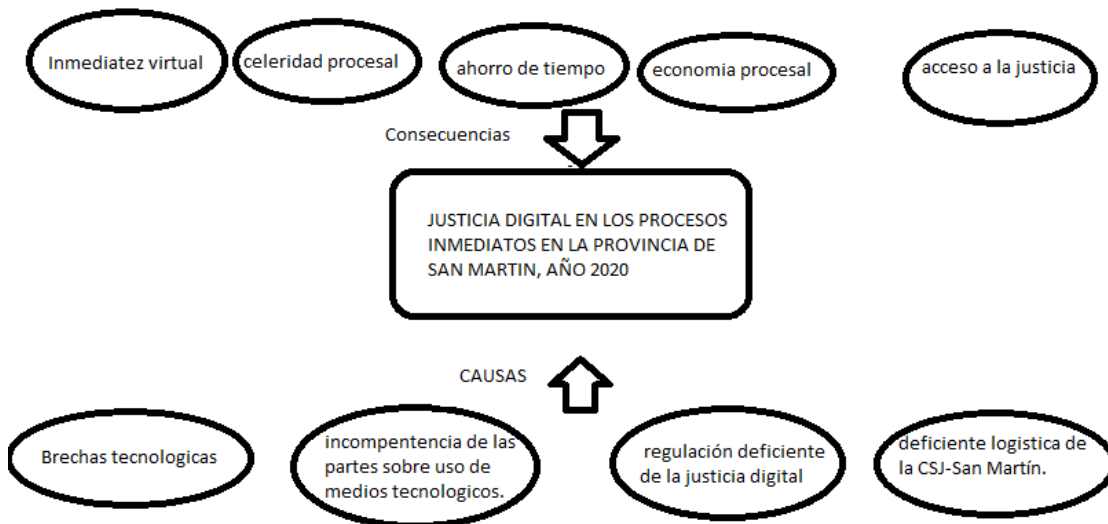 Inmediatez virtual
celeridad procesal
ahorro de tiempo
economia procesal
acceso a la justicia
Consecuencias
JUSTICIA DIGITAL EN LOS PROCESOS
INMEDIATOS EN LA PROVINCIA DE
SAN MARTIN, AÑO 2020
CAUSAS
Brechas tecnologicas
incompentencia de las
partes sobre uso de
medios tecnologicos.
regulación deficiente
de la justicia digital
deficiente logistica de
la CSJ-San Martín.